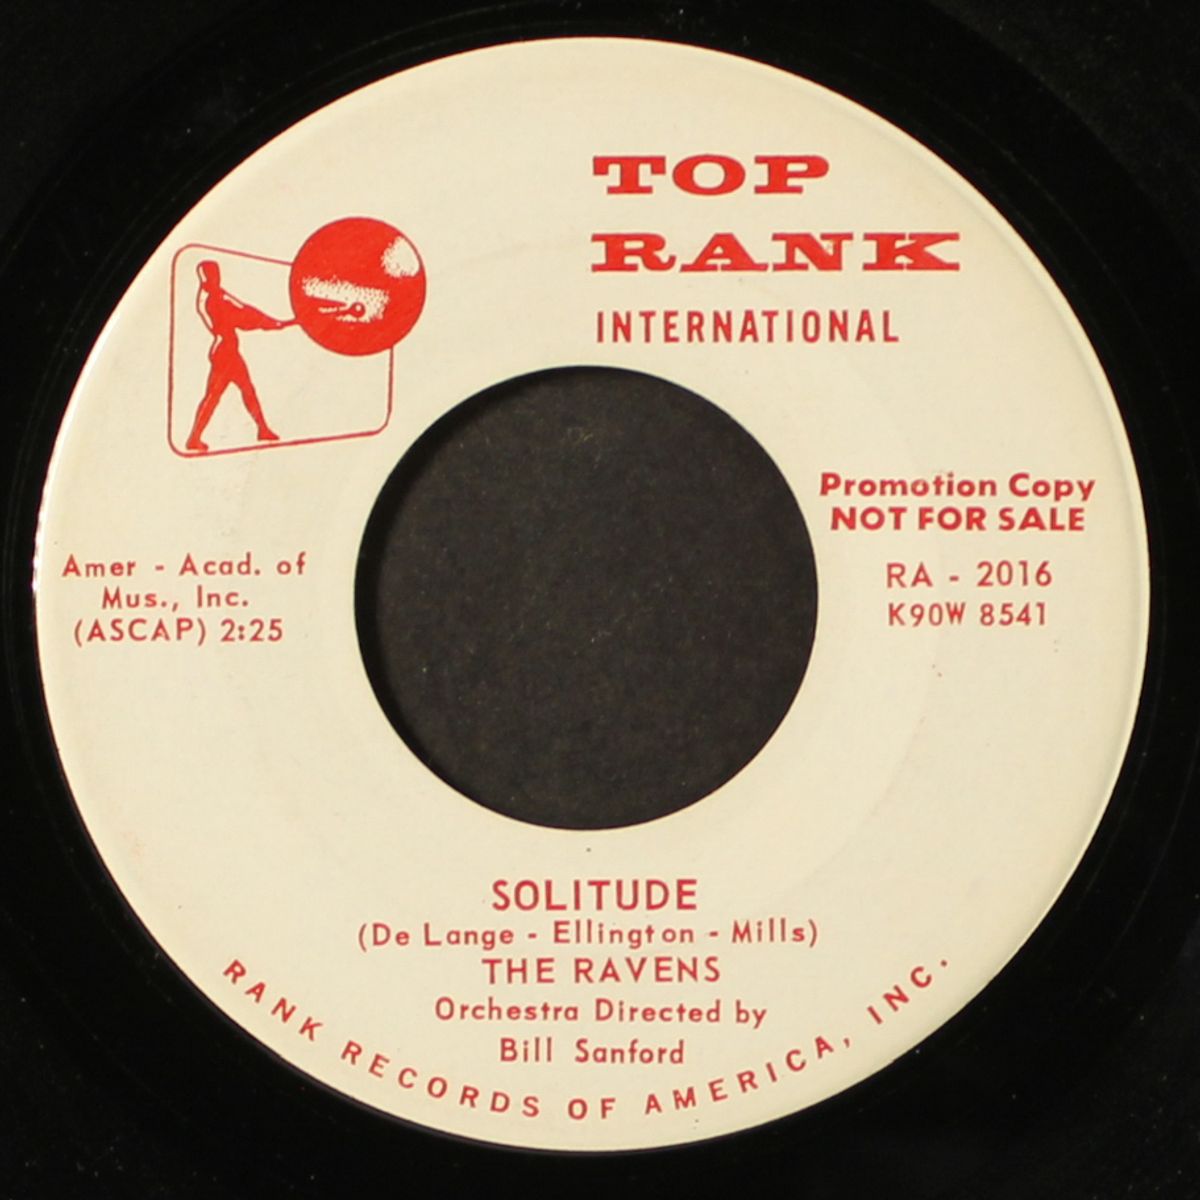 TOP
RANK
INTERNATIONAL
Promotion Copy
NOT FOR SALE
RA - 2016
K90W 8541
Amer - Acad. of
Mus., Inc.
(ASCAP) 2:25
SOLITUDE
(De Lange - Ellington - Mills)
THE RAVENS
Orchestra Directed by
Bill Sanford
RANK RECORDS OF AMERICA, INC.